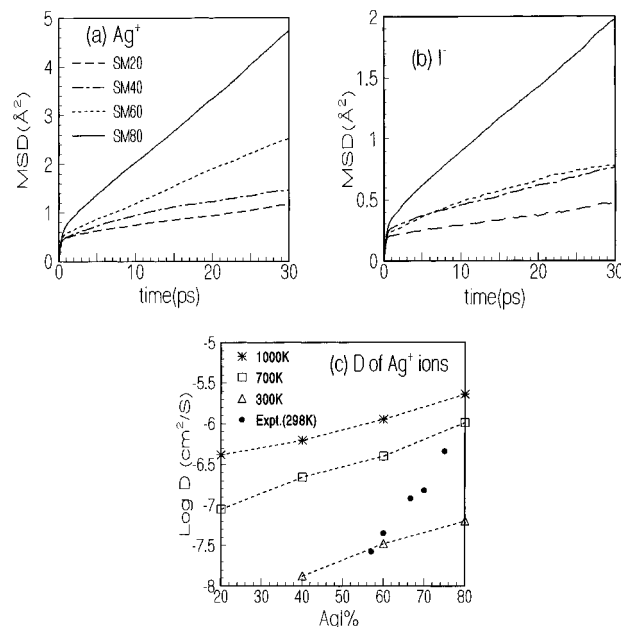 (a) Ag+
SM20
SM40
SM60
SM80
MSD(Å2)
5
4
3
2
1
0
0 10 20 30
time(ps)
(b) I-
MSD(Å2)
2
1.5
1
0.5
0
0 10 20 30
time(ps)
(c) D of Ag+ ions
1000K
700K
300K
Expt.(298K)
Log D (cm2/S)
-5
-5.5
-6
-6.5
-7
-7.5
-8
20 30 40 50 60 70 80
AgI%